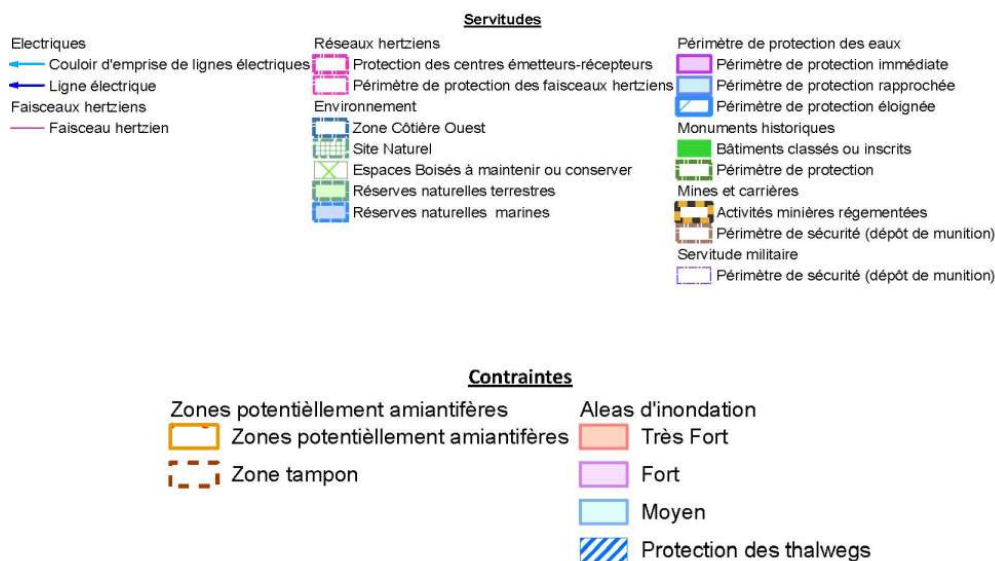 Servitudes
Electriques
Couloir d'emprise de lignes électriques
Ligne électrique
Faisceaux hertziens
Faisceau hertzien
Réseaux hertziens
Protection des centres émetteurs-récepteurs
Périmètre de protection des faisceaux hertziens
Environnement
Zone Côtière Ouest
Site Naturel
Espaces Boisés à maintenir ou conserver
Réserves naturelles terrestres
Réserves naturelles marines
Périmètre de protection des eaux
Périmètre de protection immédiate
Périmètre de protection rapprochée
Périmètre de protection éloignée
Monuments historiques
Bâtiments classés ou inscrits
Périmètre de protection
Mines et carrières
Activités minières régementées
Périmètre de sécurité (dépôt de munition)
Servitude militaire
Périmètre de sécurité (dépôt de munition)
Contraintes
Zones potentièllement amiantifères
Zones potentièllement amiantifères
Zone tampon
Aleas d'inondation
Très Fort
Fort
Moyen
Protection des thalwegs